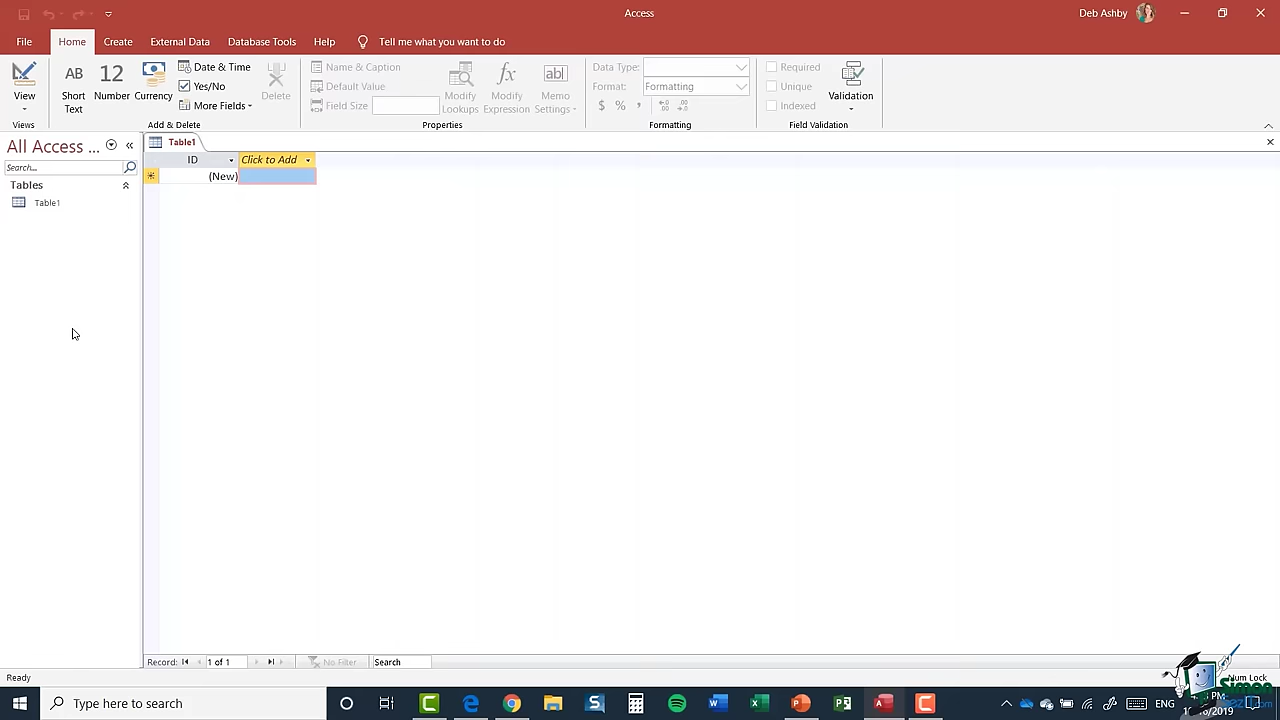 Access
Deb Ashby
File Home Create External Data Database Tools Help Tell me what you want to do
View
Views
AB
Short Text
12
Number
Currency
Date & Time
Yes/No
More Fields
Delete
Add & Delete
Name & Caption
Default Value
Field Size
Modify Lookups
fx
Modify Expression
abl
Memo Settings
Properties
Data Type:
Format: Formatting
$ % ,
Formatting
Required
Unique
Indexed
Validation
Field Validation
All Access ...
Search...
Tables
Table1
Table1
ID Click to Add
(New)
Record: 1 of 1 No Filter Search
Ready
Num Lock
Type here to search
ENG